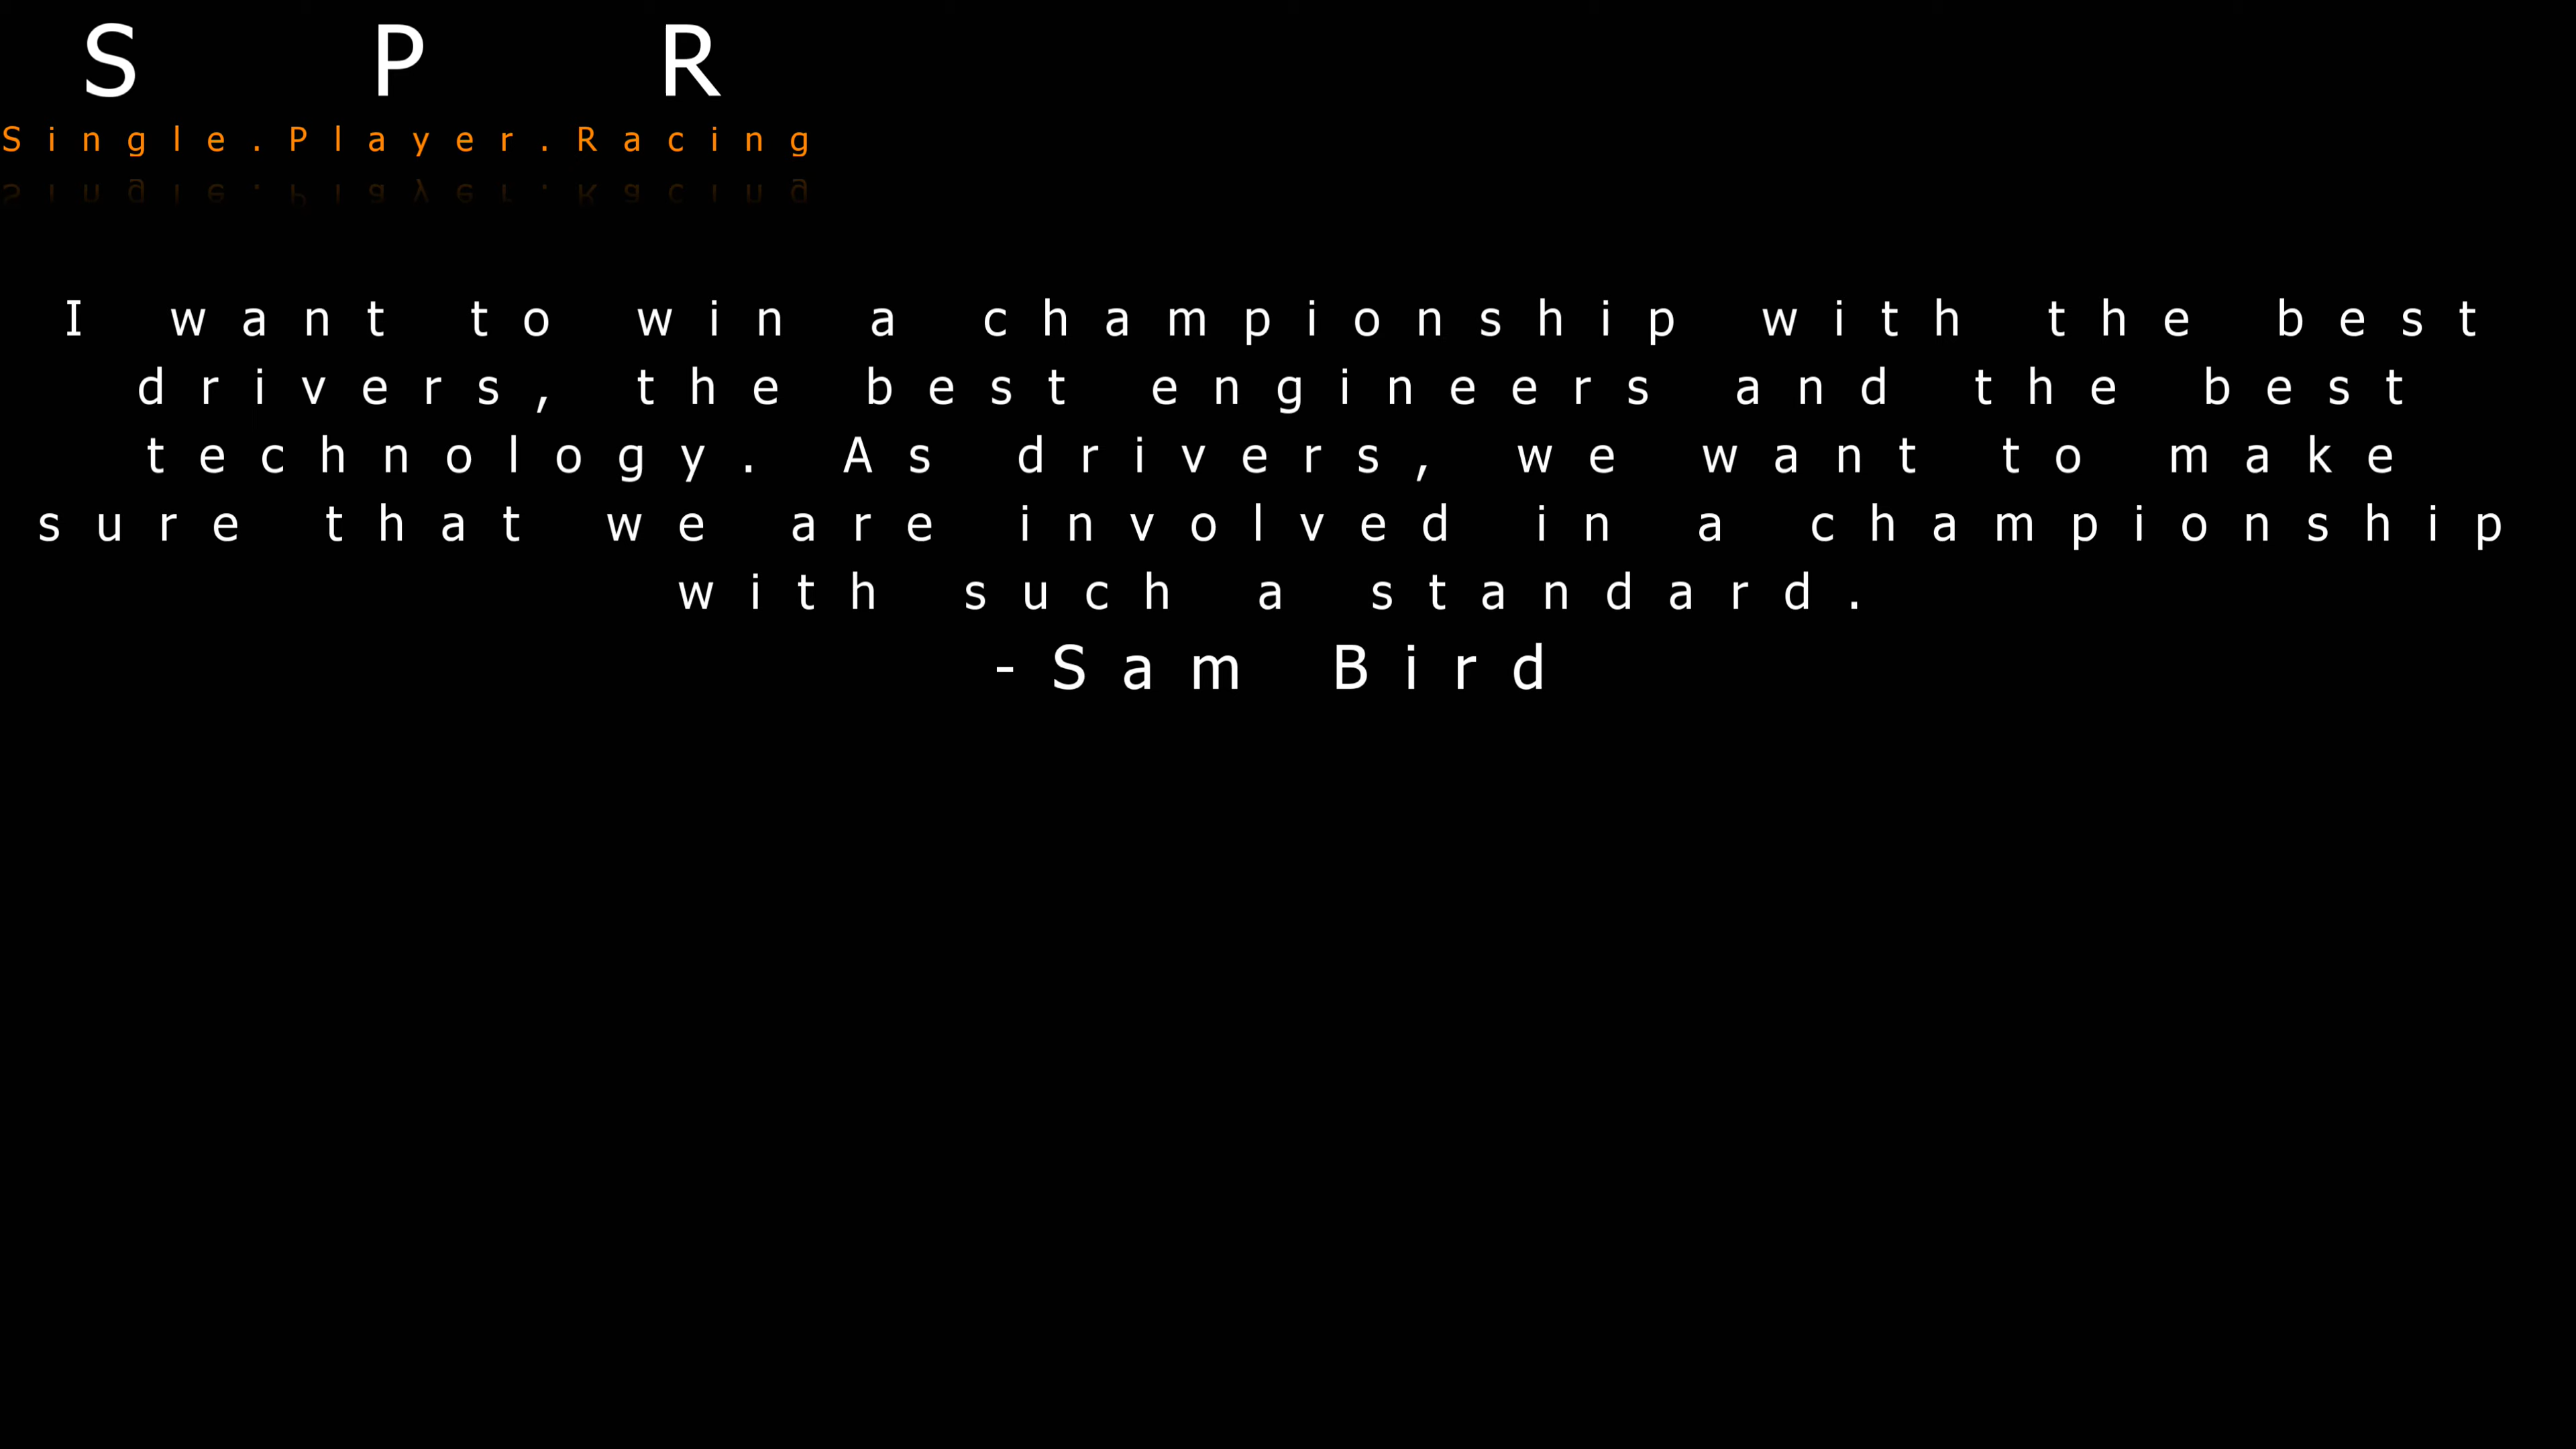 S P R
Single.Player.Racing
I want to win a championship with the best
drivers, the best engineers and the best
technology. As drivers, we want to make
sure that we are involved in a championship
with such a standard.
-Sam Bird